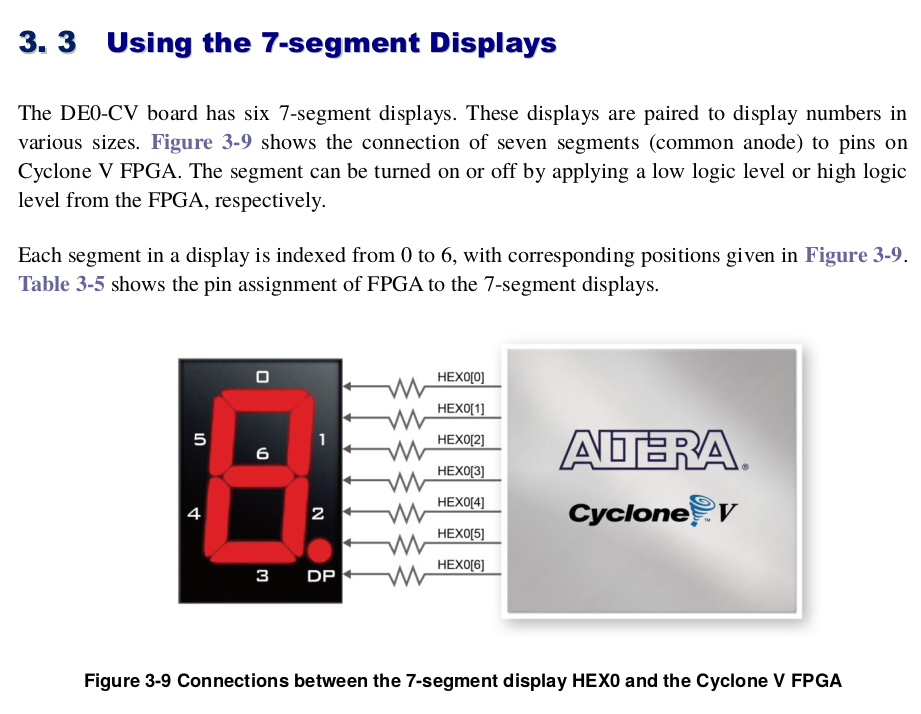 3. 3 Using the 7-segment Displays
The DE0-CV board has six 7-segment displays. These displays are paired to display numbers in
various sizes. Figure 3-9 shows the connection of seven segments (common anode) to pins on
Cyclone V FPGA. The segment can be turned on or off by applying a low logic level or high logic
level from the FPGA, respectively.
Each segment in a display is indexed from 0 to 6, with corresponding positions given in Figure 3-9.
Table 3-5 shows the pin assignment of FPGA to the 7-segment displays.
0
5
1
6
4
2
3
DP
HEX0[0]
HEX0[1]
HEX0[2]
HEX0[3]
HEX0[4]
HEX0[5]
HEX0[6]
ALTERA®
Cyclone™ V
Figure 3-9 Connections between the 7-segment display HEX0 and the Cyclone V FPGA